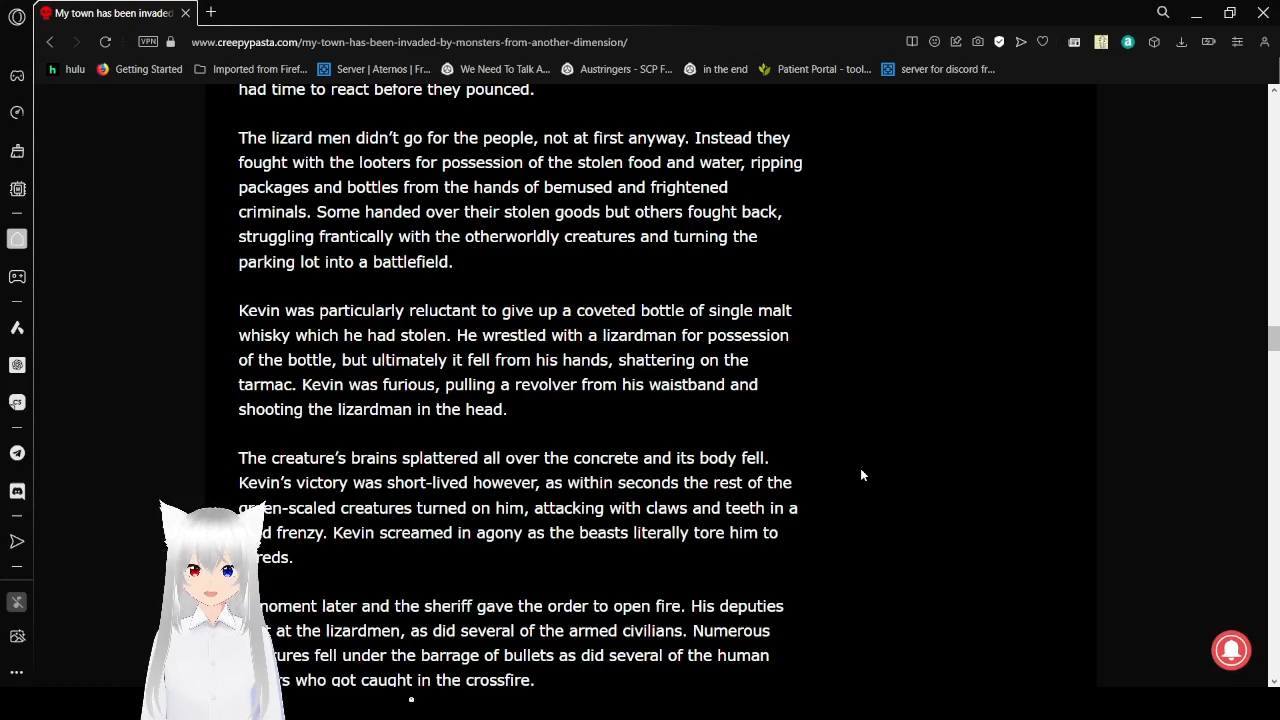 My town has been invaded
VPN
www.creepypasta.com/my-town-has-been-invaded-by-monsters-from-another-dimension/
hulu
Getting Started
Imported from Firef...
Server | Aternos | Fr...
We Need To Talk A...
Austringers - SCP F...
in the end
Patient Portal - tool...
server for discord fr...
had time to react before they pounced.
The lizard men didn't go for the people, not at first anyway. Instead they
fought with the looters for possession of the stolen food and water, ripping
packages and bottles from the hands of bemused and frightened
criminals. Some handed over their stolen goods but others fought back,
struggling frantically with the otherworldly creatures and turning the
parking lot into a battlefield.
Kevin was particularly reluctant to give up a coveted bottle of single malt
whisky which he had stolen. He wrestled with a lizardman for possession
of the bottle, but ultimately it fell from his hands, shattering on the
tarmac. Kevin was furious, pulling a revolver from his waistband and
shooting the lizardman in the head.
The creature's brains splattered all over the concrete and its body fell.
Kevin's victory was short-lived however, as within seconds the rest of the
en-scaled creatures turned on him, attacking with claws and teeth in a
d frenzy. Kevin screamed in agony as the beasts literally tore him to
reds.
moment later and the sheriff gave the order to open fire. His deputies
at the lizardmen, as did several of the armed civilians. Numerous
tures fell under the barrage of bullets as did several of the human
s who got caught in the crossfire.